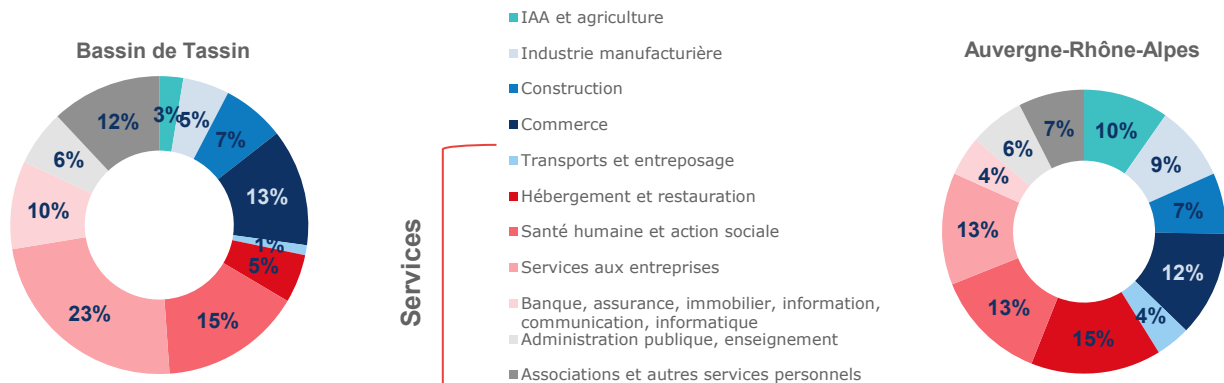 Bassin de Tassin
3%
5%
7%
13%
1%
5%
15%
23%
10%
6%
12%
IAA et agriculture
Industrie manufacturière
Construction
Commerce
Services
Transports et entreposage
Hébergement et restauration
Santé humaine et action sociale
Services aux entreprises
Banque, assurance, immobilier, information,
communication, informatique
Administration publique, enseignement
Associations et autres services personnels
Auvergne-Rhône-Alpes
10%
9%
7%
12%
4%
15%
13%
13%
4%
6%
7%